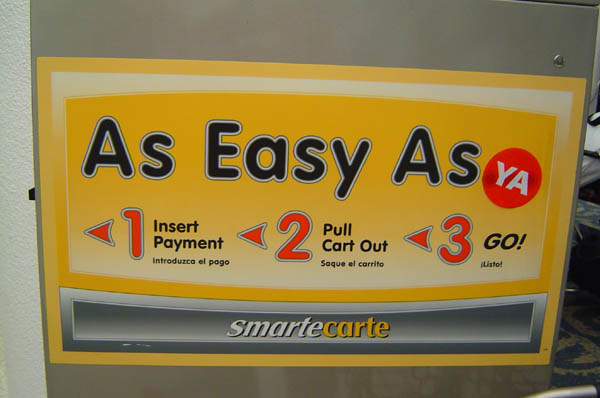 As Easy As
YA
1 Insert Payment
Introduzca el pago
2 Pull Cart Out
Saque el carrito
3 GO!
¡Listo!
smartecarte